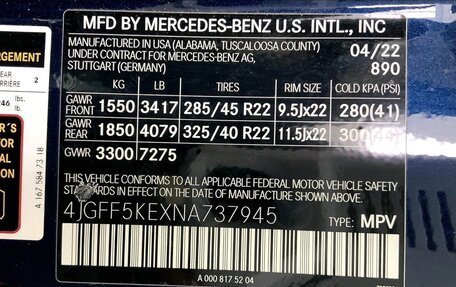 MFD BY MERCEDES-BENZ U.S. INTL., INC
MANUFACTURED IN USA (ALABAMA, TUSCALOOSA COUNTY) 04/22
UNDER CONTRACT FOR MERCEDES-BENZ AG,
STUTTGART (GERMANY) 890
KG LB TIRES RIM SIZE COLD KPA (PSI)
GAWR FRONT 1550 3417 285/45 R22 9.5Jx22 280(41)
GAWR REAR 1850 4079 325/40 R22 11.5Jx22 300(44)
GVWR 3300 7275
THIS VEHICLE CONFORMS TO ALL APPLICABLE FEDERAL MOTOR VEHICLE SAFETY
STANDARDS IN EFFECT ON THE DATE OF MANUFACTURE SHOWN ABOVE.
4JGFF5KEXNA737945 TYPE: MPV
A 000 817 52 04
2
lbs.
kg.
A 167 584 73 18